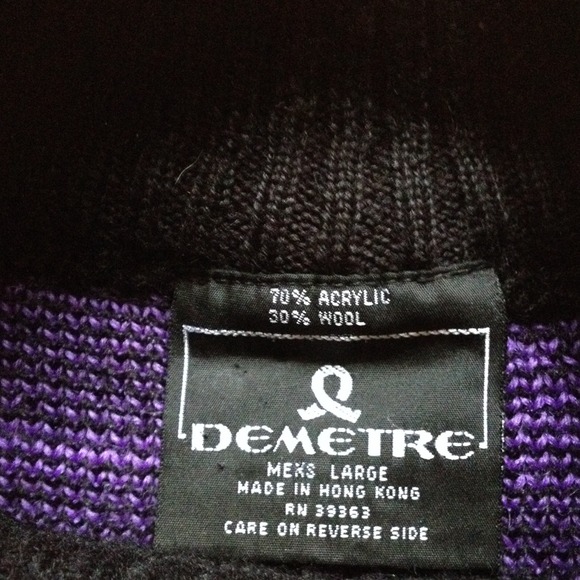 70% ACRYLIC
30% WOOL
DEMETRE
MENS LARGE
MADE IN HONG KONG
RN 39363
CARE ON REVERSE SIDE